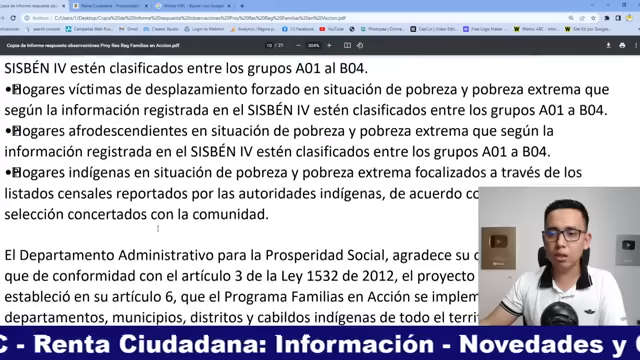 Copia de Informe respuesta observaciones Proy Res Reg Familias en Accion.pdf
10 / 21
304%
SISBÉN IV estén clasificados entre los grupos A01 al B04.
Hogares víctimas de desplazamiento forzado en situación de pobreza y pobreza extrema que
según la información registrada en el SISBÉN IV estén clasificados entre los grupos A01 a B04.
Hogares afrodescendientes en situación de pobreza y pobreza extrema que según la
información registrada en el SISBÉN IV estén clasificados entre los grupos A01 a B04.
Hogares indígenas en situación de pobreza y pobreza extrema focalizados a través de los
listados censales reportados por las autoridades indígenas, de acuerdo
selección concertados con la comunidad.
El Departamento Administrativo para la Prosperidad Social, agradece su
que de conformidad con el artículo 3 de la Ley 1532 de 2012, el proyecto
estableció en su artículo 6, que el Programa Familias en Acción se
departamentos, municipios, distritos y cabildos indígenas de todo el
C - Renta Ciudadana: Información - Novedades y